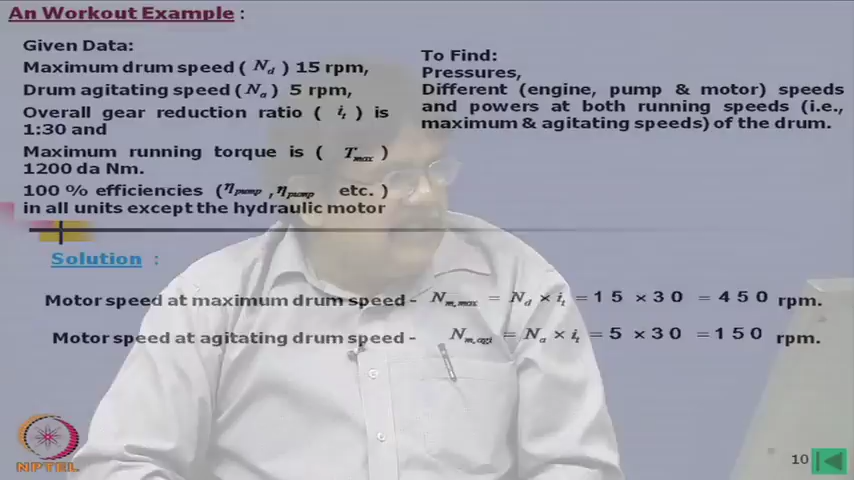 An Workout Example :
Given Data:
Maximum drum speed ( N_d ) 15 rpm,
Drum agitating speed ( N_a ) 5 rpm,
Overall gear reduction ratio ( i_t ) is
1:30 and
Maximum running torque is ( T_max )
1200 da Nm.
100 % efficiencies (η_pump , η_pump etc. )
in all units except the hydraulic motor
To Find:
Pressures,
Different (engine, pump & motor) speeds
and powers at both running speeds (i.e.,
maximum & agitating speeds) of the drum.
Solution :
Motor speed at maximum drum speed - N_m,max = N_d × i_t = 15 × 30 = 450 rpm.
Motor speed at agitating drum speed - N_m,agi = N_a × i_t = 5 × 30 = 150 rpm.
NPTEL
10